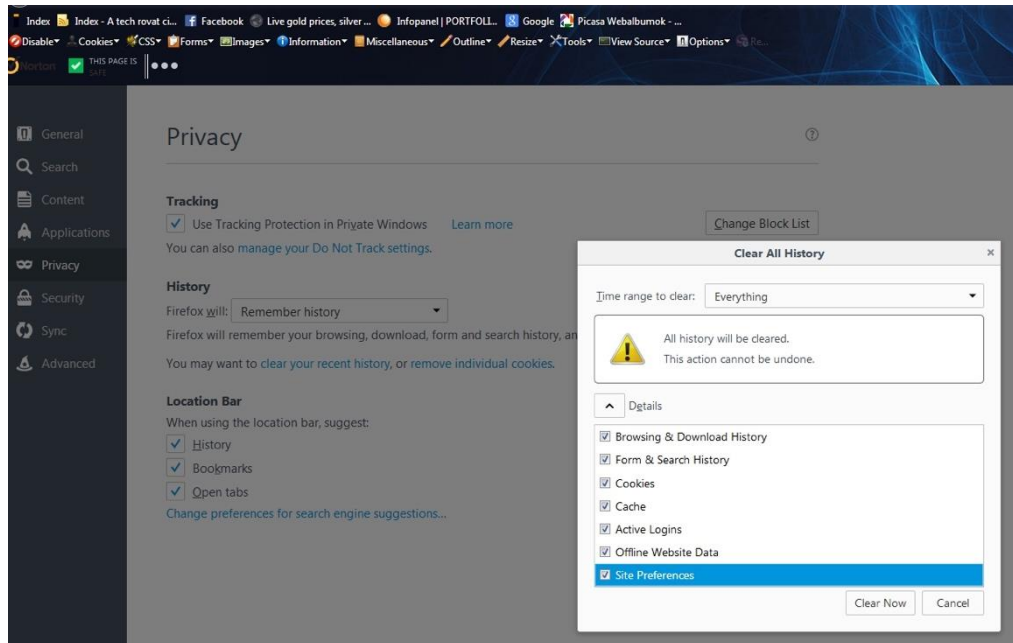 Index Index - A tech rovat ci... Facebook Live gold prices, silver ... Infopanel | PORTFOLI... Google Picasa Webalbumok - ...
Disable Cookies CSS Forms Images Information Miscellaneous Outline Resize Tools View Source Options Re...
Norton THIS PAGE IS
SAFE
General
Search
Content
Applications
Privacy
Security
Sync
Advanced
Privacy
Tracking
Use Tracking Protection in Private Windows Learn more Change Block List
You can also manage your Do Not Track settings.
History
Firefox will: Remember history
Firefox will remember your browsing, download, form and search history, an
You may want to clear your recent history, or remove individual cookies.
Location Bar
When using the location bar, suggest:
History
Bookmarks
Open tabs
Change preferences for search engine suggestions...
Clear All History
Time range to clear: Everything
All history will be cleared.
This action cannot be undone.
Details
Browsing & Download History
Form & Search History
Cookies
Cache
Active Logins
Offline Website Data
Site Preferences
Clear Now Cancel